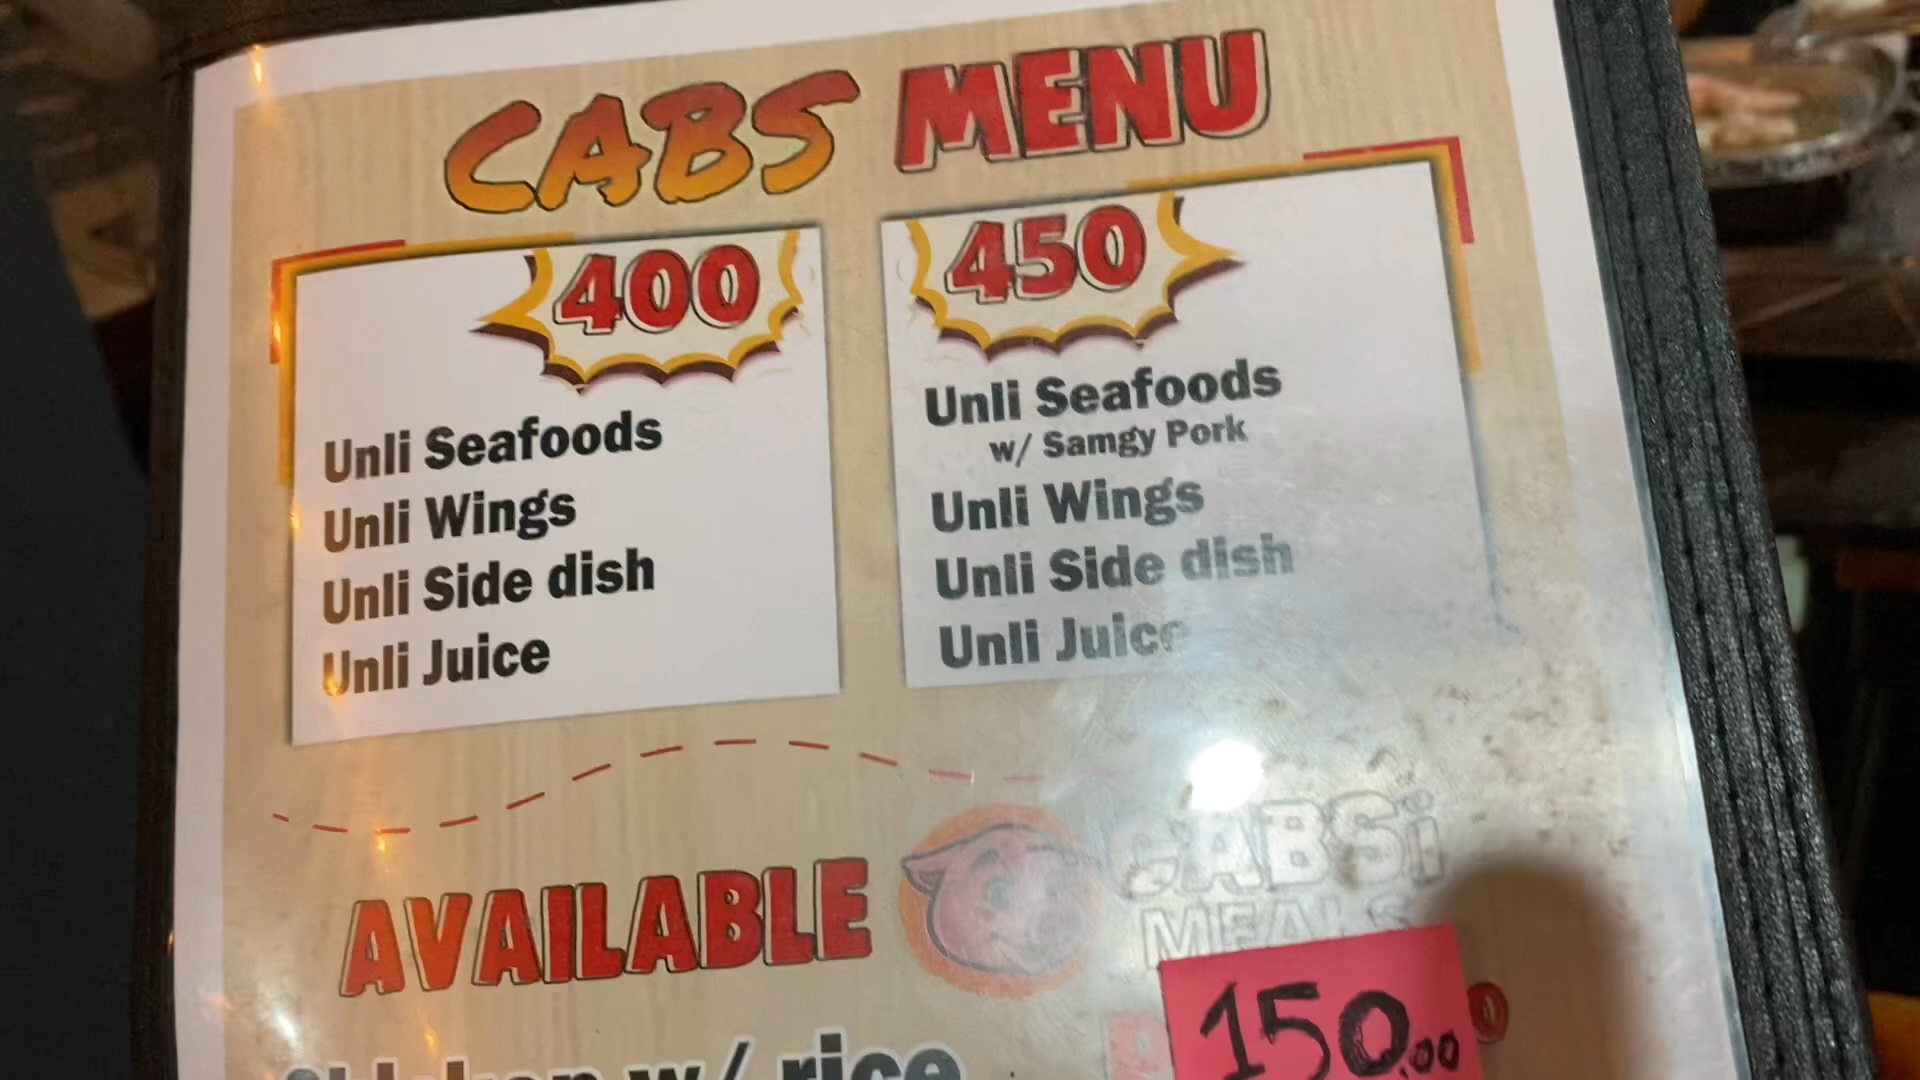 CABS MENU
400
Unli Seafoods
Unli Wings
Unli Side dish
Unli Juice
450
Unli Seafoods
w/ Samgy Pork
Unli Wings
Unli Side dish
Unli Juice
AVAILABLE
CABSi
MEALS
150.00
w/ rice